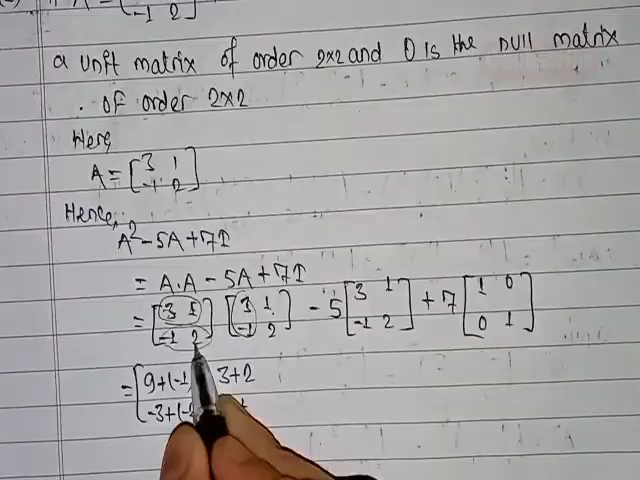 -1 2
a unit matrix of order 2x2 and 0 is the null matrix
. of order 2x2
Here,
A = [3 1
-1 2]
Hence,
A² - 5A + 7I
= A.A - 5A + 7I
= [3 1 [3 1 - 5 [3 1 + 7 [1 0
-1 2] -1 2] -1 2] 0 1]
= [9+(-1 3+2
-3+(-